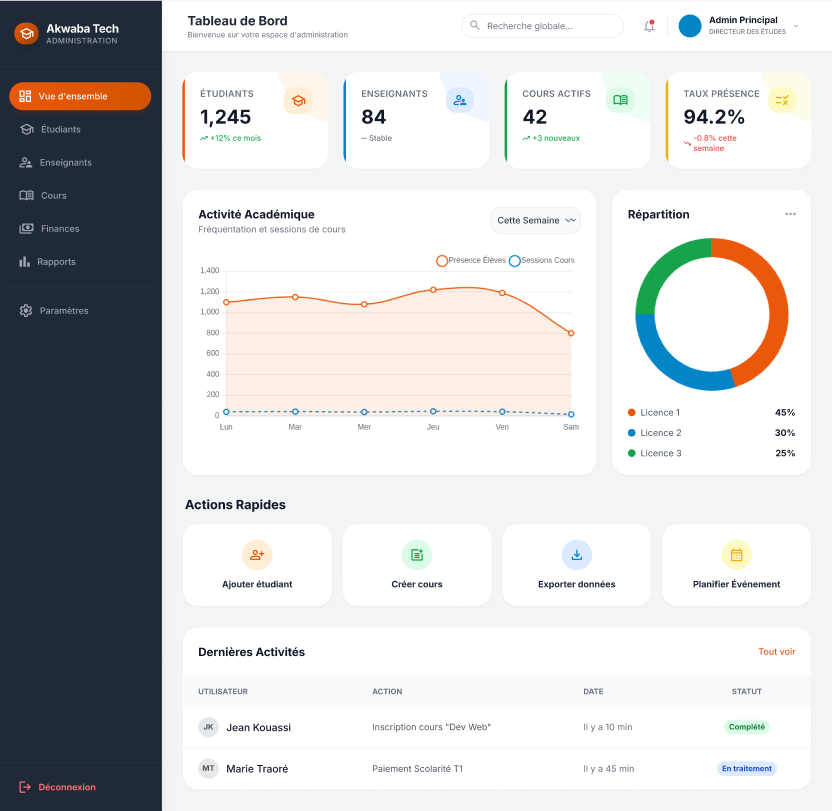 Akwaba Tech
ADMINISTRATION
Vue d'ensemble
Étudiants
Enseignants
Cours
Finances
Rapports
Paramètres
Déconnexion
Tableau de Bord
Bienvenue sur votre espace d'administration
Recherche globale...
Admin Principal
DIRECTEUR DES ÉTUDES
ÉTUDIANTS
1,245
+12% ce mois
ENSEIGNANTS
84
– Stable
COURS ACTIFS
42
+3 nouveaux
TAUX PRÉSENCE
94.2%
-0.8% cette
semaine
Activité Académique
Fréquentation et sessions de cours
Cette Semaine
Présence Élèves
Sessions Cours
1,400
1,200
1,000
800
600
400
200
0
Lun
Mar
Mer
Jeu
Ven
Sam
Répartition
Licence 1 45%
Licence 2 30%
Licence 3 25%
Actions Rapides
Ajouter étudiant
Créer cours
Exporter données
Planifier Événement
Dernières Activités
Tout voir
UTILISATEUR ACTION DATE STATUT
JK Jean Kouassi Inscription cours "Dev Web" Il y a 10 min Complété
MT Marie Traoré Paiement Scolarité T1 Il y a 45 min En traitement